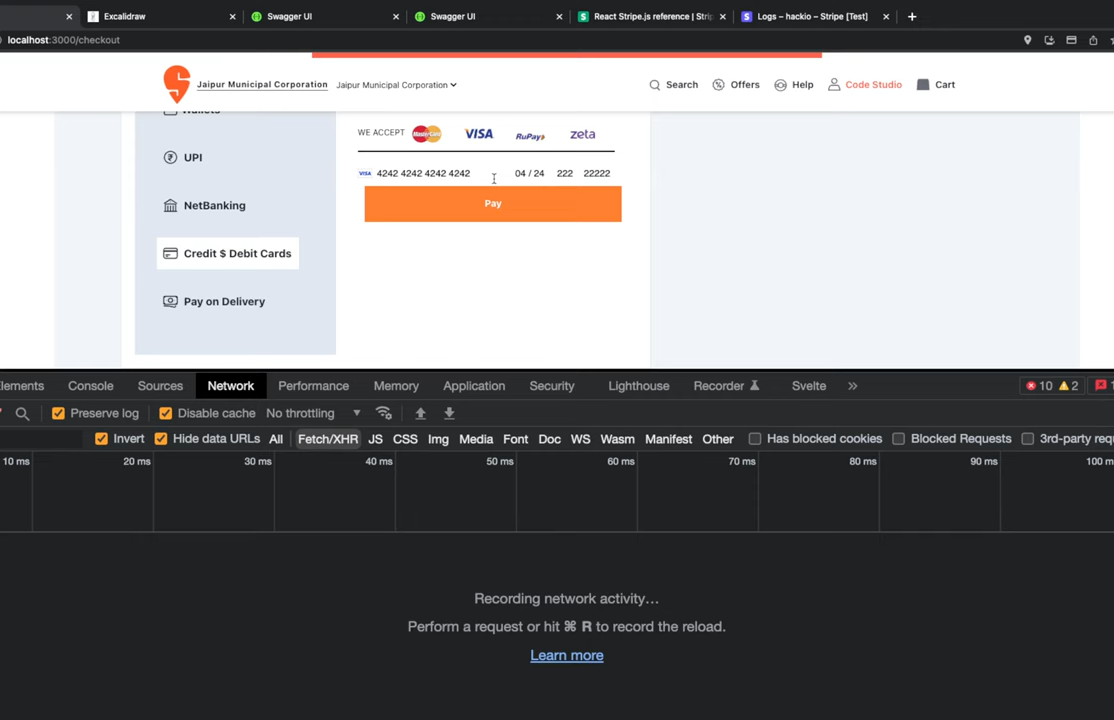 Excalidraw
Swagger UI
Swagger UI
React Stripe.js reference | Strip
Logs – hackio – Stripe [Test]
localhost:3000/checkout
Jaipur Municipal Corporation
Jaipur Municipal Corporation
Search
Offers
Help
Code Studio
Cart
Wallets
UPI
NetBanking
Credit $ Debit Cards
Pay on Delivery
WE ACCEPT MasterCard VISA RuPay zeta
VISA 4242 4242 4242 4242 04 / 24 222 22222
Pay
lements Console Sources Network Performance Memory Application Security Lighthouse Recorder Svelte » 10 2 1
Preserve log Disable cache No throttling
Invert Hide data URLs All Fetch/XHR JS CSS Img Media Font Doc WS Wasm Manifest Other Has blocked cookies Blocked Requests 3rd-party requ
10 ms 20 ms 30 ms 40 ms 50 ms 60 ms 70 ms 80 ms 90 ms 100 m
Recording network activity…
Perform a request or hit ⌘ R to record the reload.
Learn more